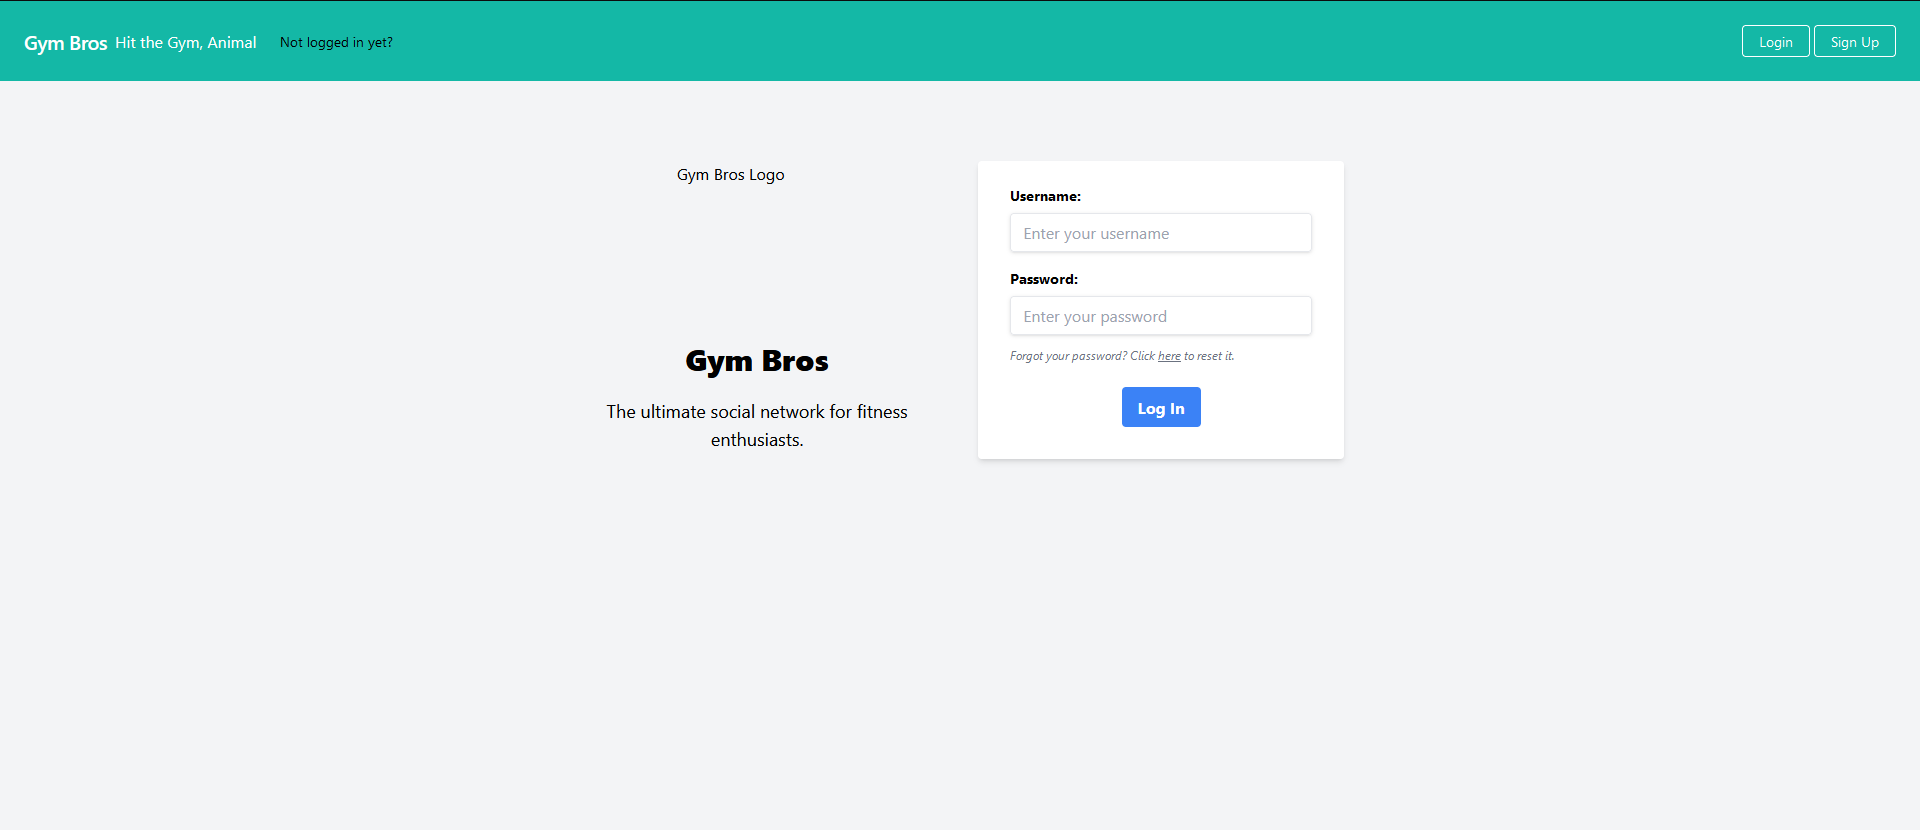 Gym Bros Hit the Gym, Animal Not logged in yet? Login Sign Up
Gym Bros Logo
Gym Bros
The ultimate social network for fitness
enthusiasts.
Username:
Enter your username
Password:
Enter your password
Forgot your password? Click here to reset it.
Log In